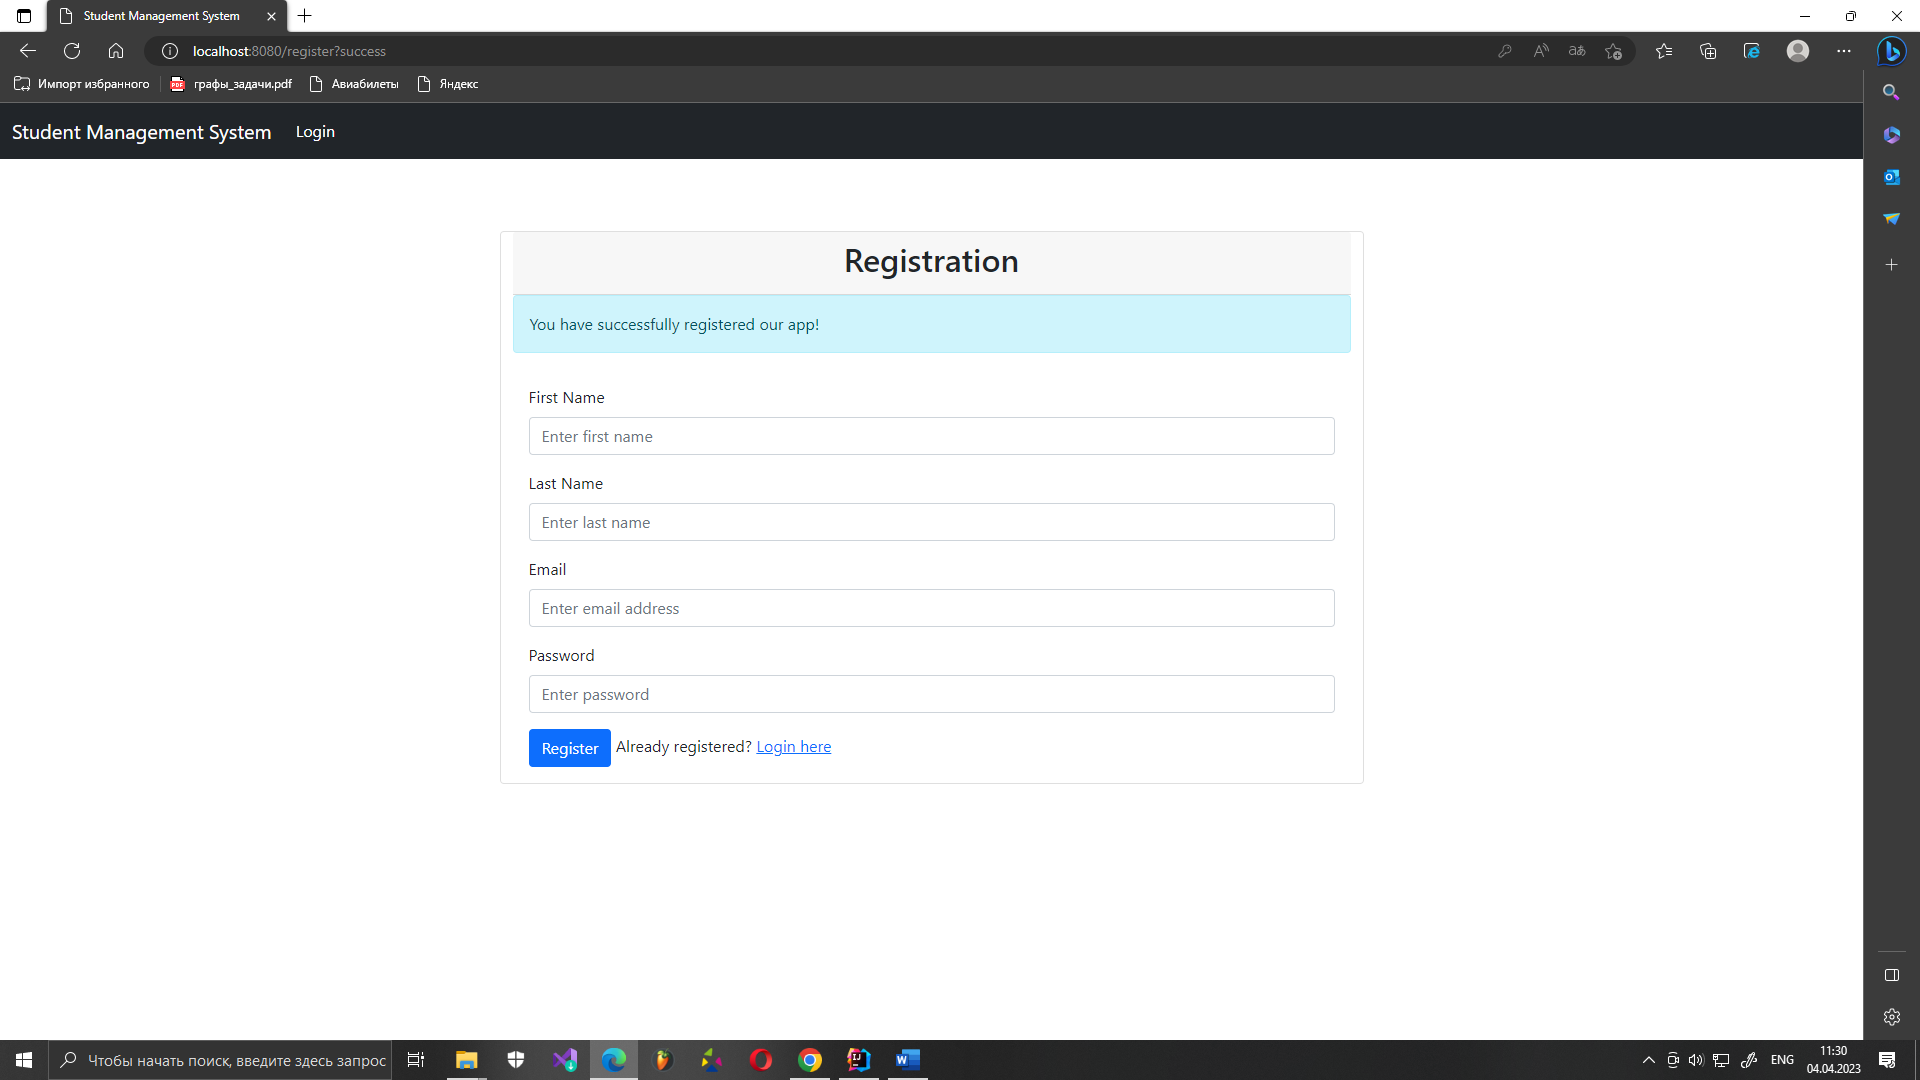 Student Management System
localhost:8080/register?success
Импорт избранного
графы_задачи.pdf
Авиабилеты
Яндекс
Student Management System
Login
Registration
You have successfully registered our app!
First Name
Enter first name
Last Name
Enter last name
Email
Enter email address
Password
Enter password
Register Already registered? Login here
Чтобы начать поиск, введите здесь запрос
ENG
11:30
04.04.2023